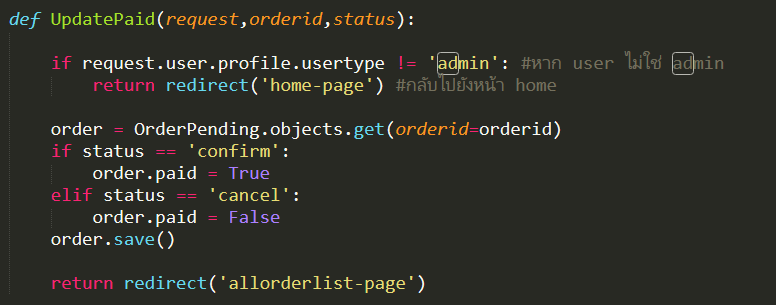 def UpdatePaid(request,orderid,status):
if request.user.profile.usertype != 'admin': #หาก user ไม่ใช่ admin
return redirect('home-page') #กลับไปยังหน้า home
order = OrderPending.objects.get(orderid=orderid)
if status == 'confirm':
order.paid = True
elif status == 'cancel':
order.paid = False
order.save()
return redirect('allorderlist-page')